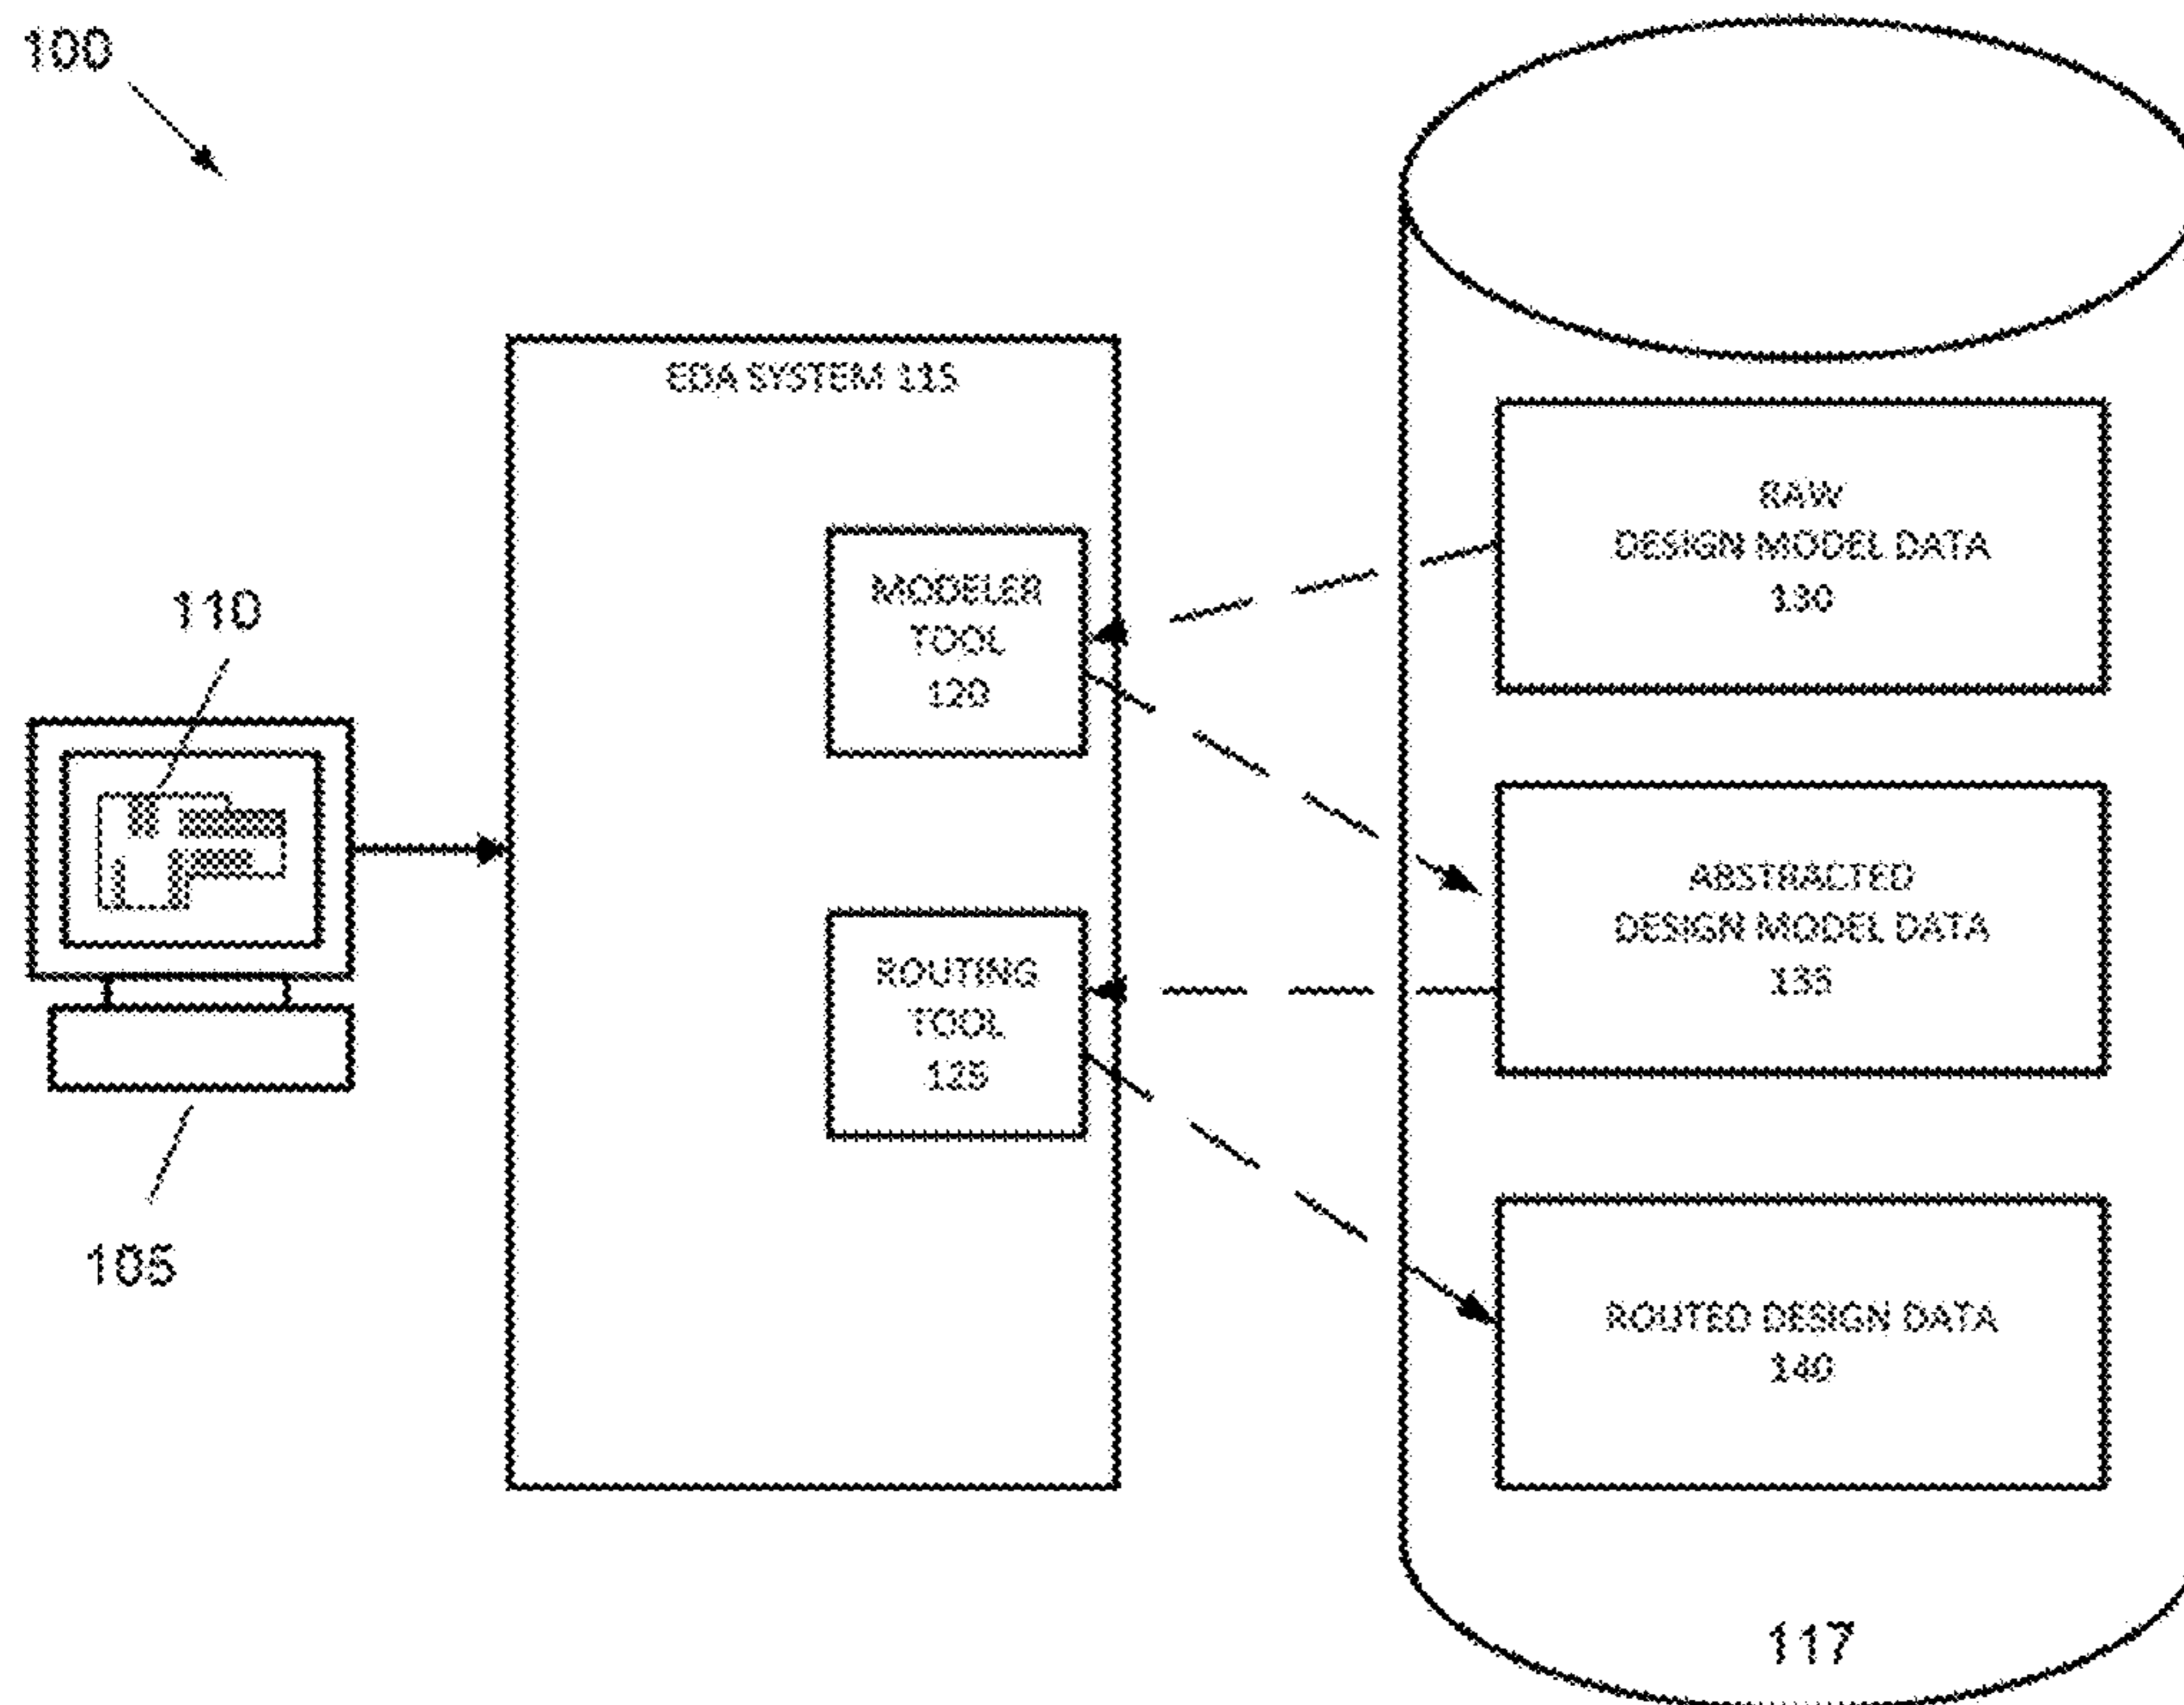 100
EDA SYSTEM 115
RAW
DESIGN MODEL DATA
130
MODELER
TOOL
120
110
ABSTRACTED
DESIGN MODEL DATA
135
ROUTING
TOOL
125
105
ROUTED DESIGN DATA
140
117